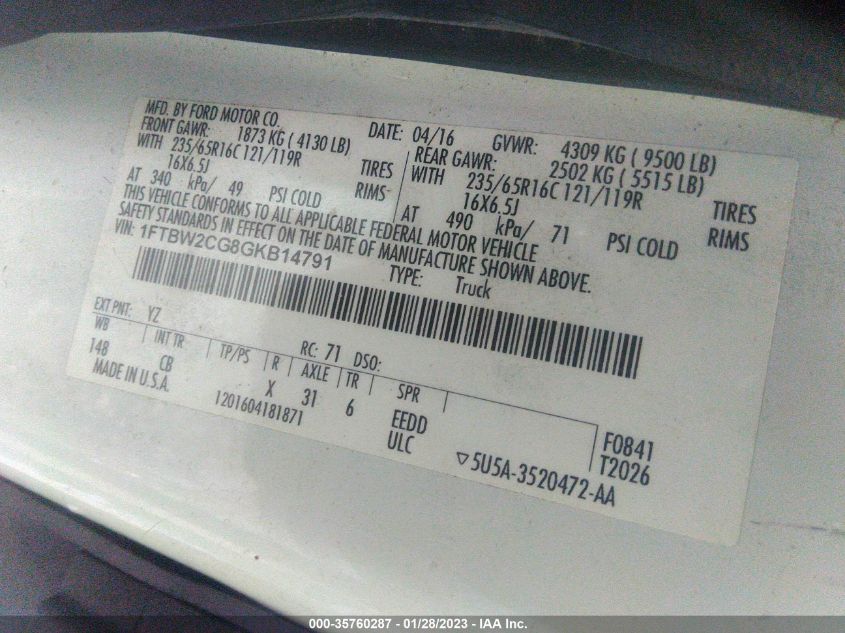 MFD. BY FORD MOTOR CO. DATE: 04/16 GVWR: 4309 KG ( 9500 LB)
FRONT GAWR: 1873 KG ( 4130 LB) REAR GAWR: 2502 KG ( 5515 LB)
WITH 235/65R16C 121/119R TIRES WITH 235/65R16C 121/119R TIRES
16X6.5J RIMS 16X6.5J RIMS
AT 340 kPa/ 49 PSI COLD AT 490 kPa/ 71 PSI COLD
THIS VEHICLE CONFORMS TO ALL APPLICABLE FEDERAL MOTOR VEHICLE
SAFETY STANDARDS IN EFFECT ON THE DATE OF MANUFACTURE SHOWN ABOVE.
VIN: 1FTBW2CG8GKB14791 TYPE: Truck
EXT PNT: YZ RC: 71 DSO:
WB INT TR TP/PS R AXLE TR SPR
148 CB X 31 6 EEDD F0841
MADE IN U.S.A. 1201604181871 ULC T2026
▽5U5A-3520472-AA
000-35760287 - 01/28/2023 - IAA Inc.